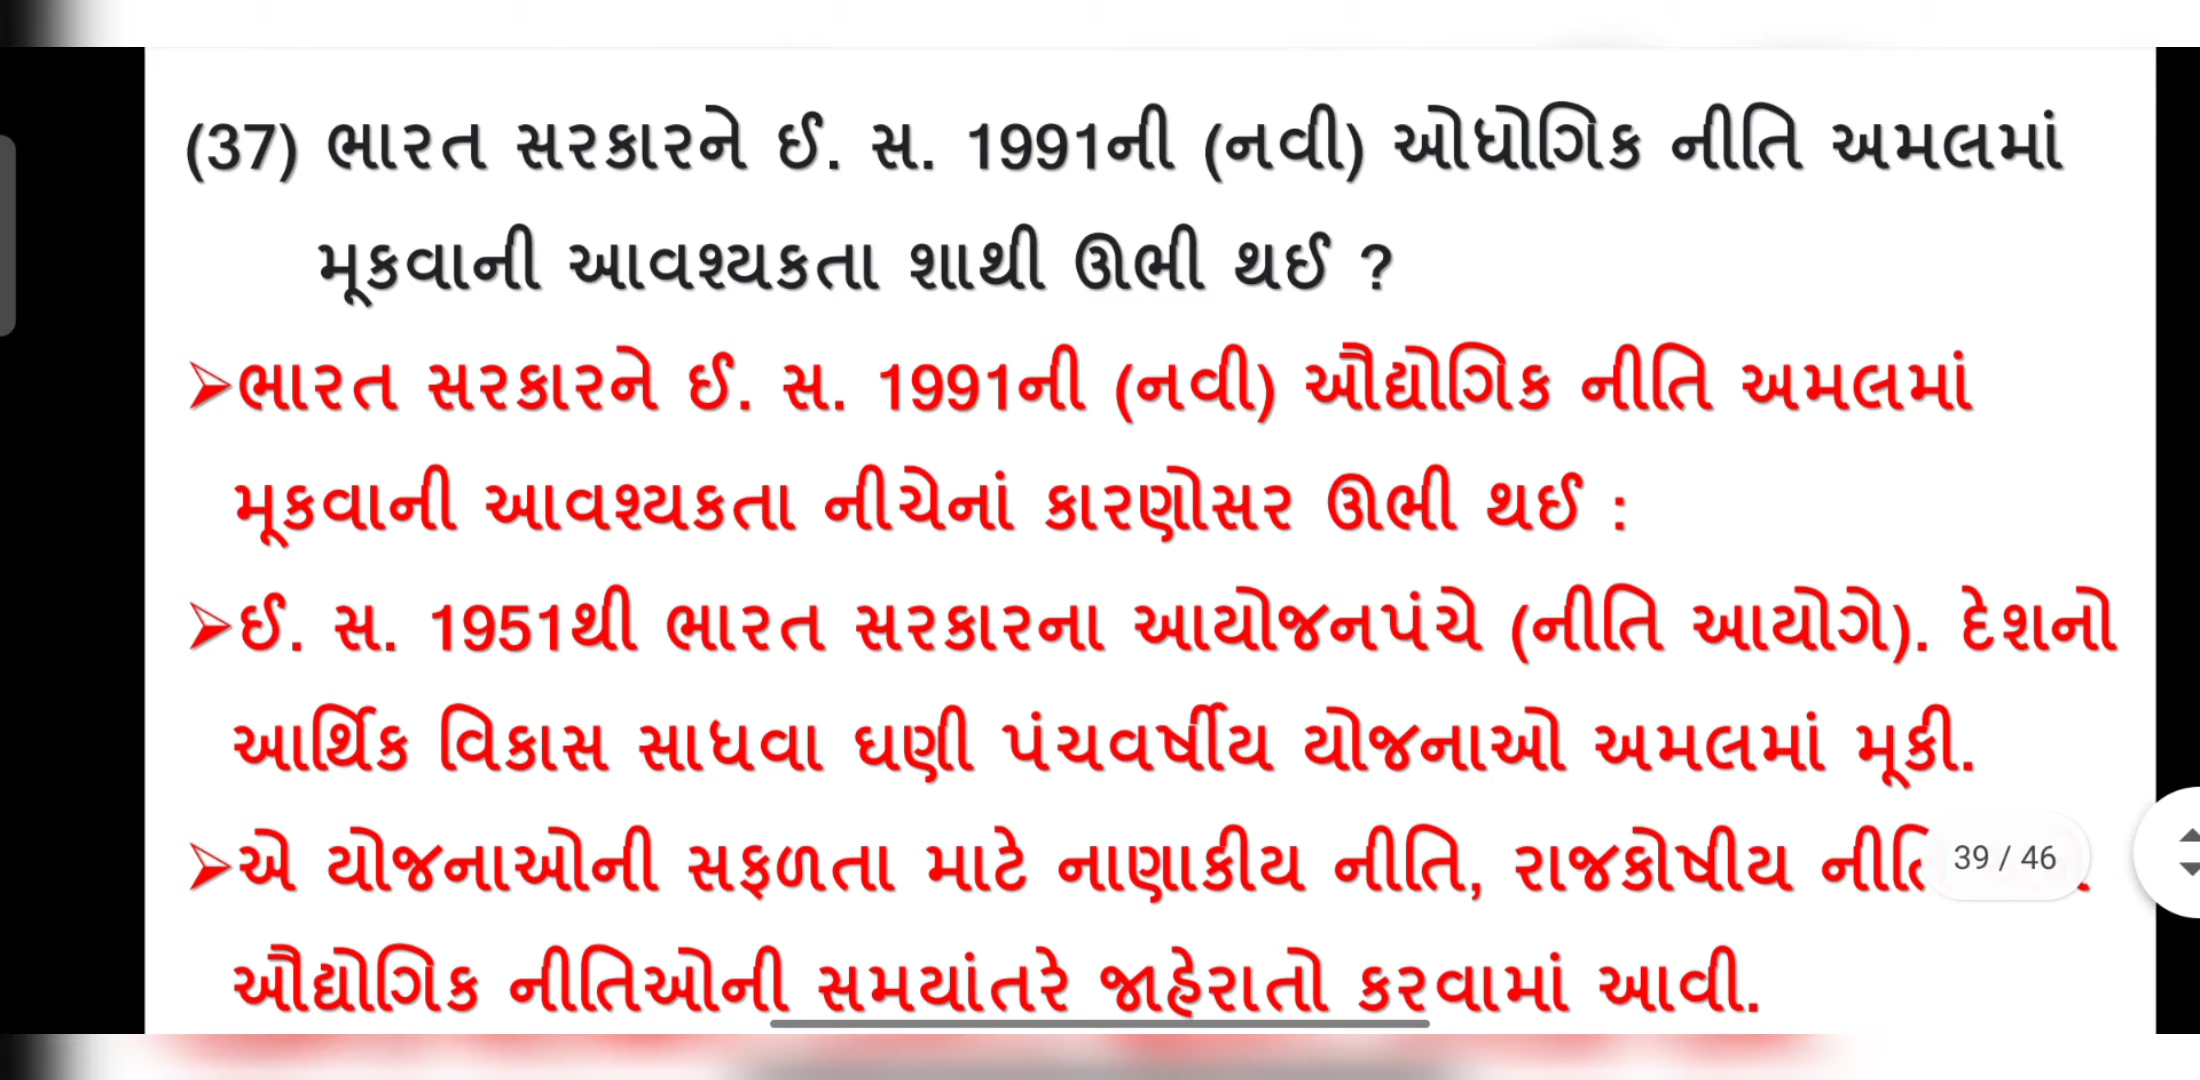 (37) ભારત સરકારને ઈ. સ. 1991ની (નવી) ઓધોગિક નીતિ અમલમાં
મૂકવાની આવશ્યકતા શાથી ઊભી થઈ ?
➢ભારત સરકારને ઈ. સ. 1991ની (નવી) ઔદ્યોગિક નીતિ અમલમાં
મૂકવાની આવશ્યકતા નીચેનાં કારણોસર ઊભી થઈ :
➢ઈ. સ. 1951થી ભારત સરકારના આયોજનપંચે (નીતિ આયોગે). દેશનો
આર્થિક વિકાસ સાધવા ઘણી પંચવર્ષીય યોજનાઓ અમલમાં મૂકી.
➢એ યોજનાઓની સફળતા માટે નાણાકીય નીતિ, રાજકોષીય
39 / 46
ઔદ્યોગિક નીતિઓની સમયાંતરે જાહેરાતો કરવામાં આવી.